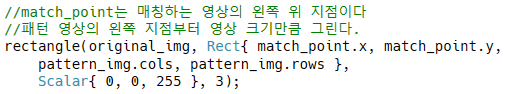 //match_point는 매칭하는 영상의 왼쪽 위 지점이다
//패턴 영상의 왼쪽 지점부터 영상 크기만큼 그린다.
rectangle(original_img, Rect{ match_point.x, match_point.y,
    pattern_img.cols, pattern_img.rows },
    Scalar{ 0, 0, 255 }, 3);